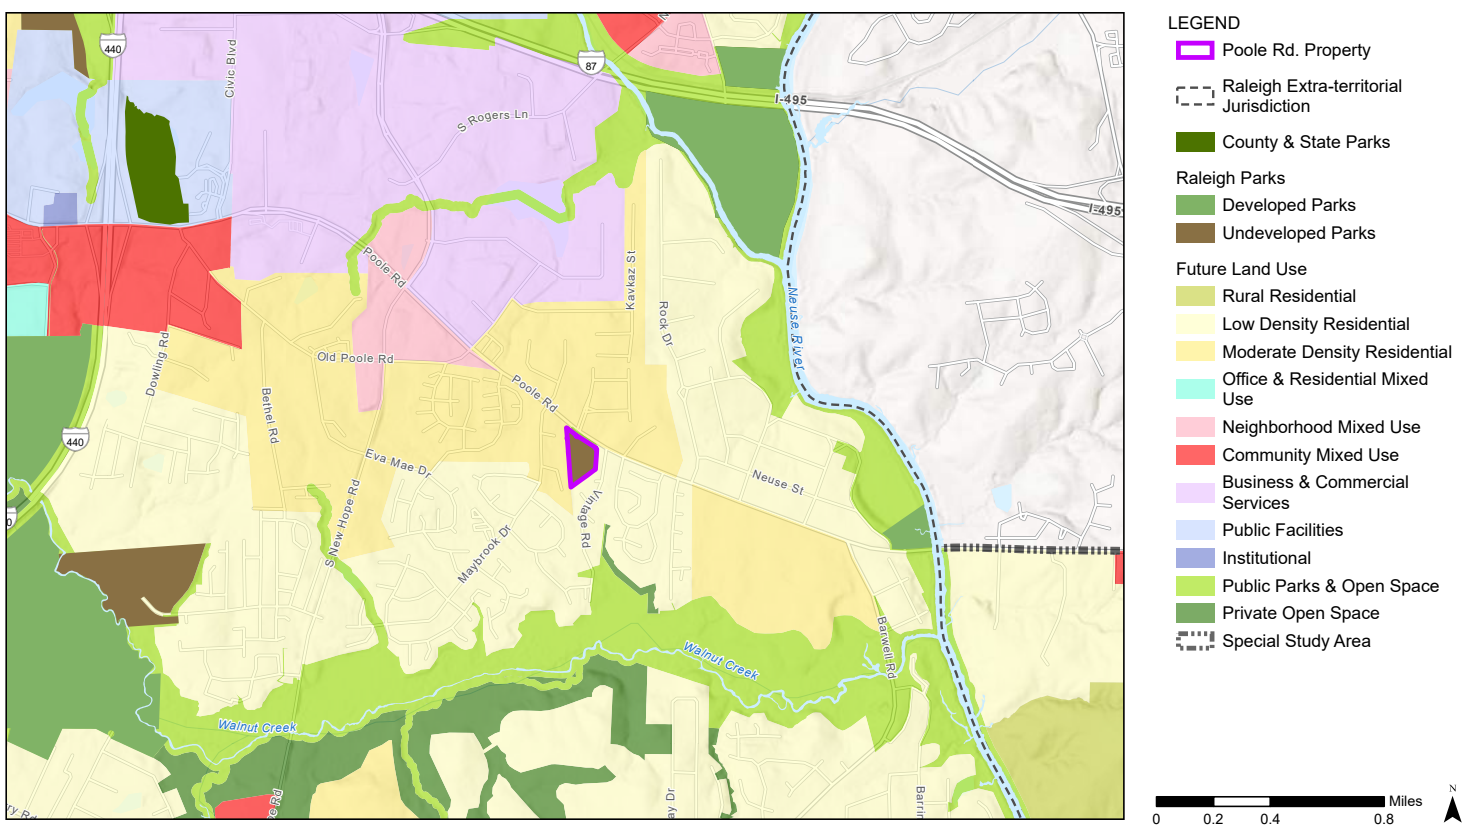 440
Civic Blvd
87
I-495
S Rogers Ln
I-495
Poole Rd
Kavkaz St
Neuse River
Rock Dr
Dowling Rd
Old Poole Rd
Bethel Rd
Poole Rd
440
Eva Mae Dr
Neuse St
S New Hope Rd
Vintage Rd
Maybrook Dr
Barwell Rd
Walnut Creek
Walnut Creek
LEGEND
Poole Rd. Property
Raleigh Extra-territorial
Jurisdiction
County & State Parks
Raleigh Parks
Developed Parks
Undeveloped Parks
Future Land Use
Rural Residential
Low Density Residential
Moderate Density Residential
Office & Residential Mixed
Use
Neighborhood Mixed Use
Community Mixed Use
Business & Commercial
Services
Public Facilities
Institutional
Public Parks & Open Space
Private Open Space
Special Study Area
N
Miles
0 0.2 0.4 0.8